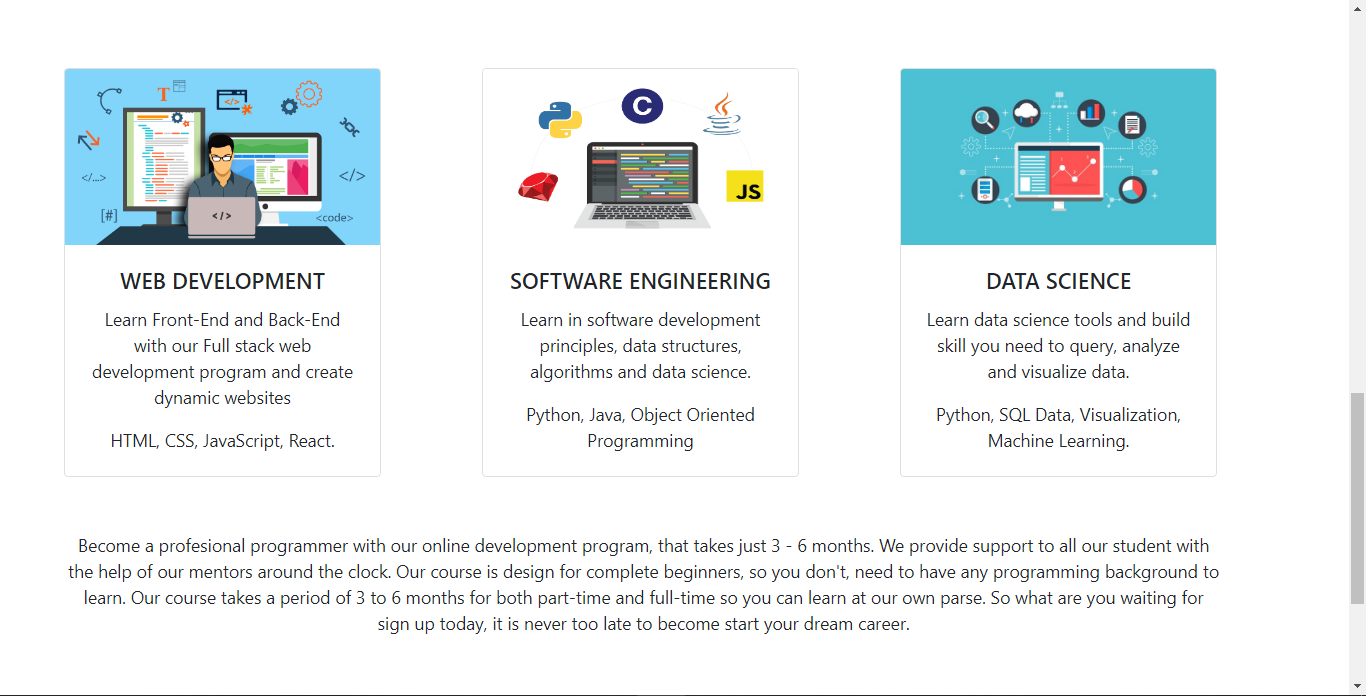 T
</>
</...>
</>
[#]
</>
<code>
C
JS
WEB DEVELOPMENT
Learn Front-End and Back-End
with our Full stack web
development program and create
dynamic websites
HTML, CSS, JavaScript, React.
SOFTWARE ENGINEERING
Learn in software development
principles, data structures,
algorithms and data science.
Python, Java, Object Oriented
Programming
DATA SCIENCE
Learn data science tools and build
skill you need to query, analyze
and visualize data.
Python, SQL Data, Visualization,
Machine Learning.
Become a profesional programmer with our online development program, that takes just 3 - 6 months. We provide support to all our student with
the help of our mentors around the clock. Our course is design for complete beginners, so you don't, need to have any programming background to
learn. Our course takes a period of 3 to 6 months for both part-time and full-time so you can learn at our own parse. So what are you waiting for
sign up today, it is never too late to become start your dream career.